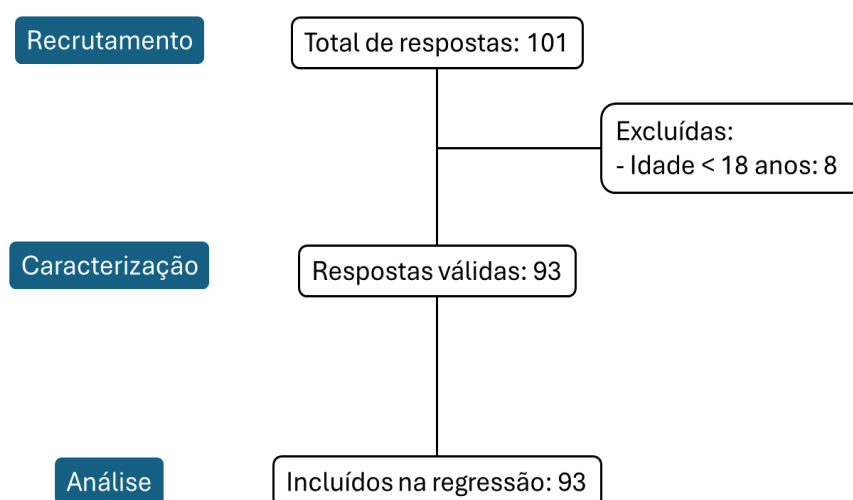 Recrutamento
Total de respostas: 101
Excluídas:
- Idade < 18 anos: 8
Caracterização
Respostas válidas: 93
Análise
Incluídos na regressão: 93